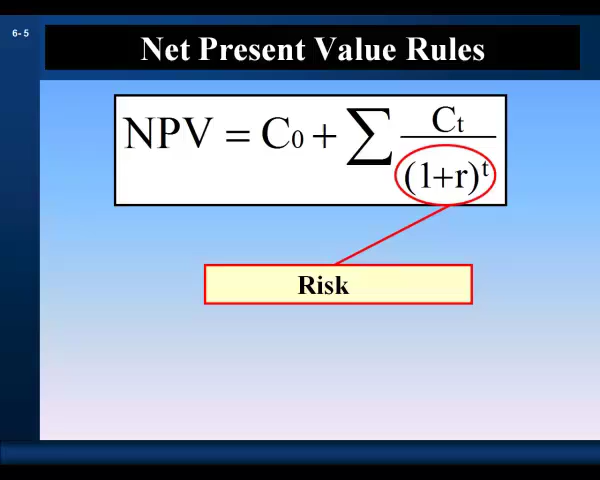 6- 5
Net Present Value Rules
NPV = C0 + ∑ Ct / (1+r)^t
Risk